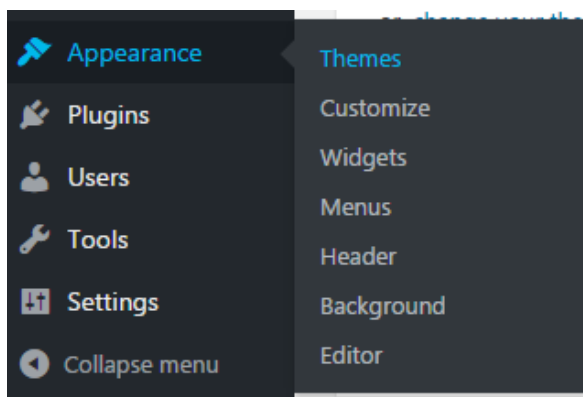 Appearance
Plugins
Users
Tools
Settings
Collapse menu
Themes
Customize
Widgets
Menus
Header
Background
Editor